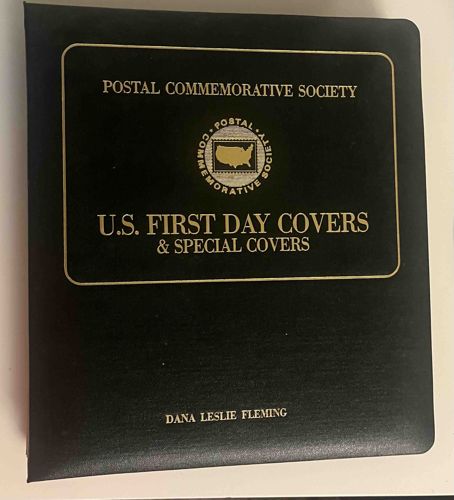 POSTAL COMMEMORATIVE SOCIETY
·POSTAL·
COMMEMORATIVE SOCIETY
U.S. FIRST DAY COVERS
& SPECIAL COVERS
DANA LESLIE FLEMING